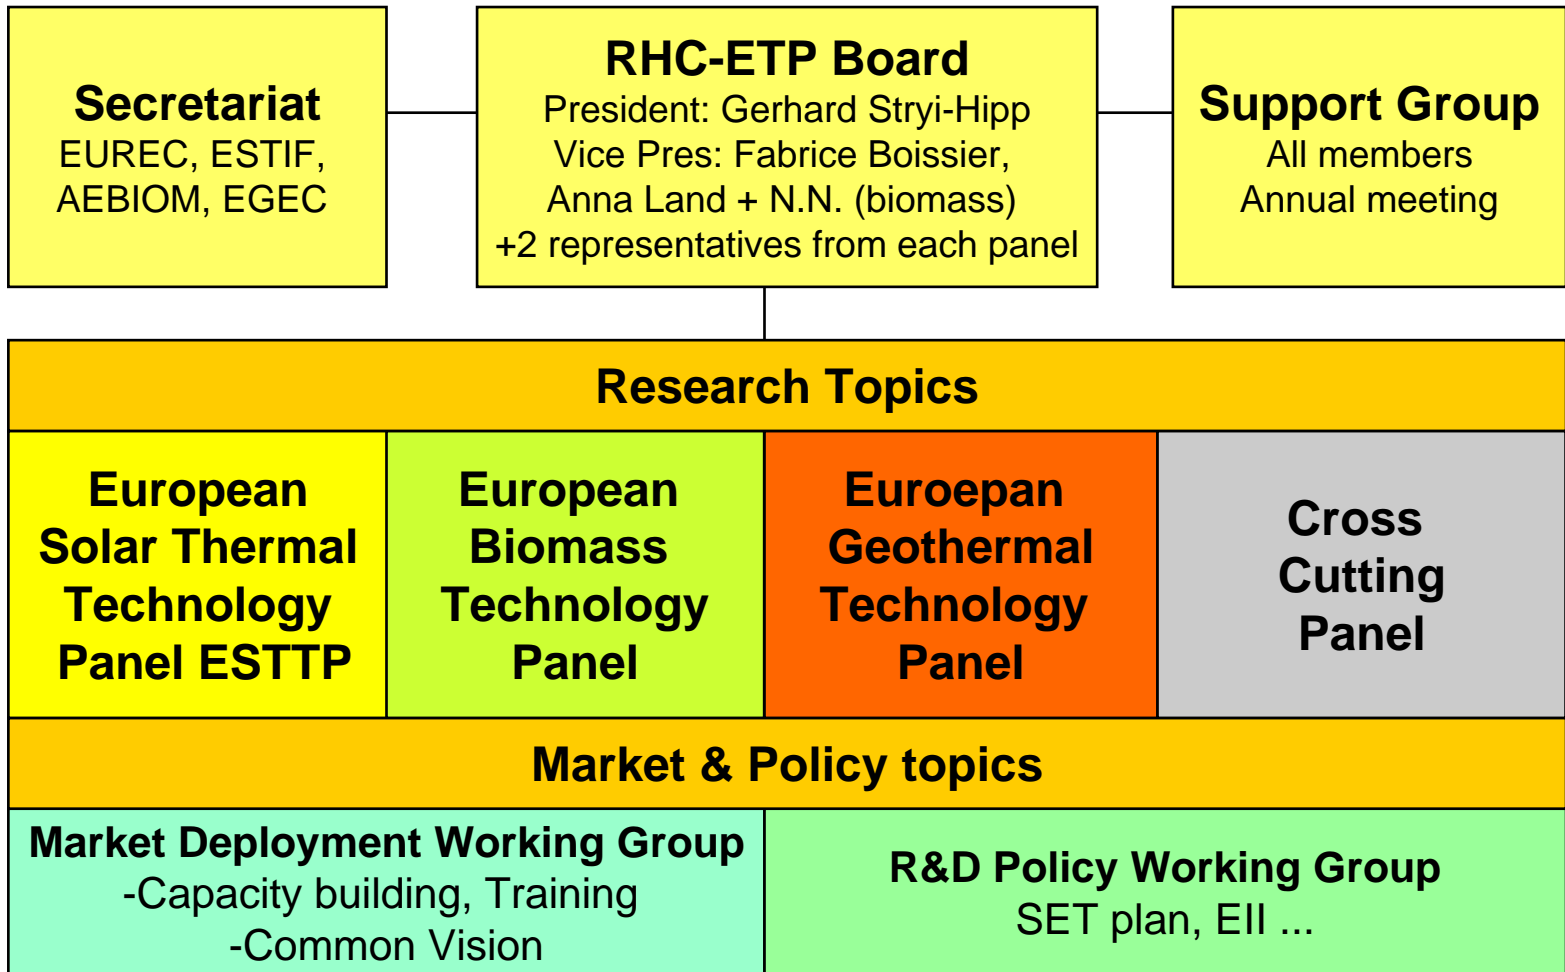 Secretariat
EUREC, ESTIF,
AEBIOM, EGEC
RHC-ETP Board
President: Gerhard Stryi-Hipp
Vice Pres: Fabrice Boissier,
Anna Land + N.N. (biomass)
+2 representatives from each panel
Support Group
All members
Annual meeting
Research Topics
European
Solar Thermal
Technology
Panel ESTTP
European
Biomass
Technology
Panel
Euroepan
Geothermal
Technology
Panel
Cross
Cutting
Panel
Market & Policy topics
Market Deployment Working Group
-Capacity building, Training
-Common Vision
R&D Policy Working Group
SET plan, EII ...